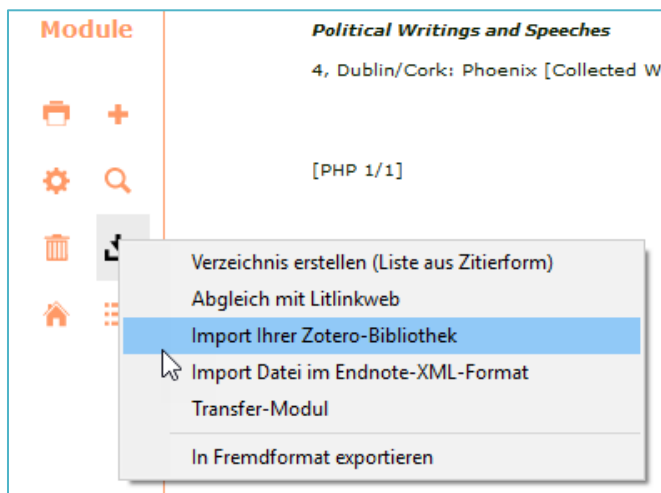 Module
Political Writings and Speeches
4, Dublin/Cork: Phoenix [Collected W
[PHP 1/1]
Verzeichnis erstellen (Liste aus Zitierform)
Abgleich mit Litlinkweb
Import Ihrer Zotero-Bibliothek
Import Datei im Endnote-XML-Format
Transfer-Modul
In Fremdformat exportieren